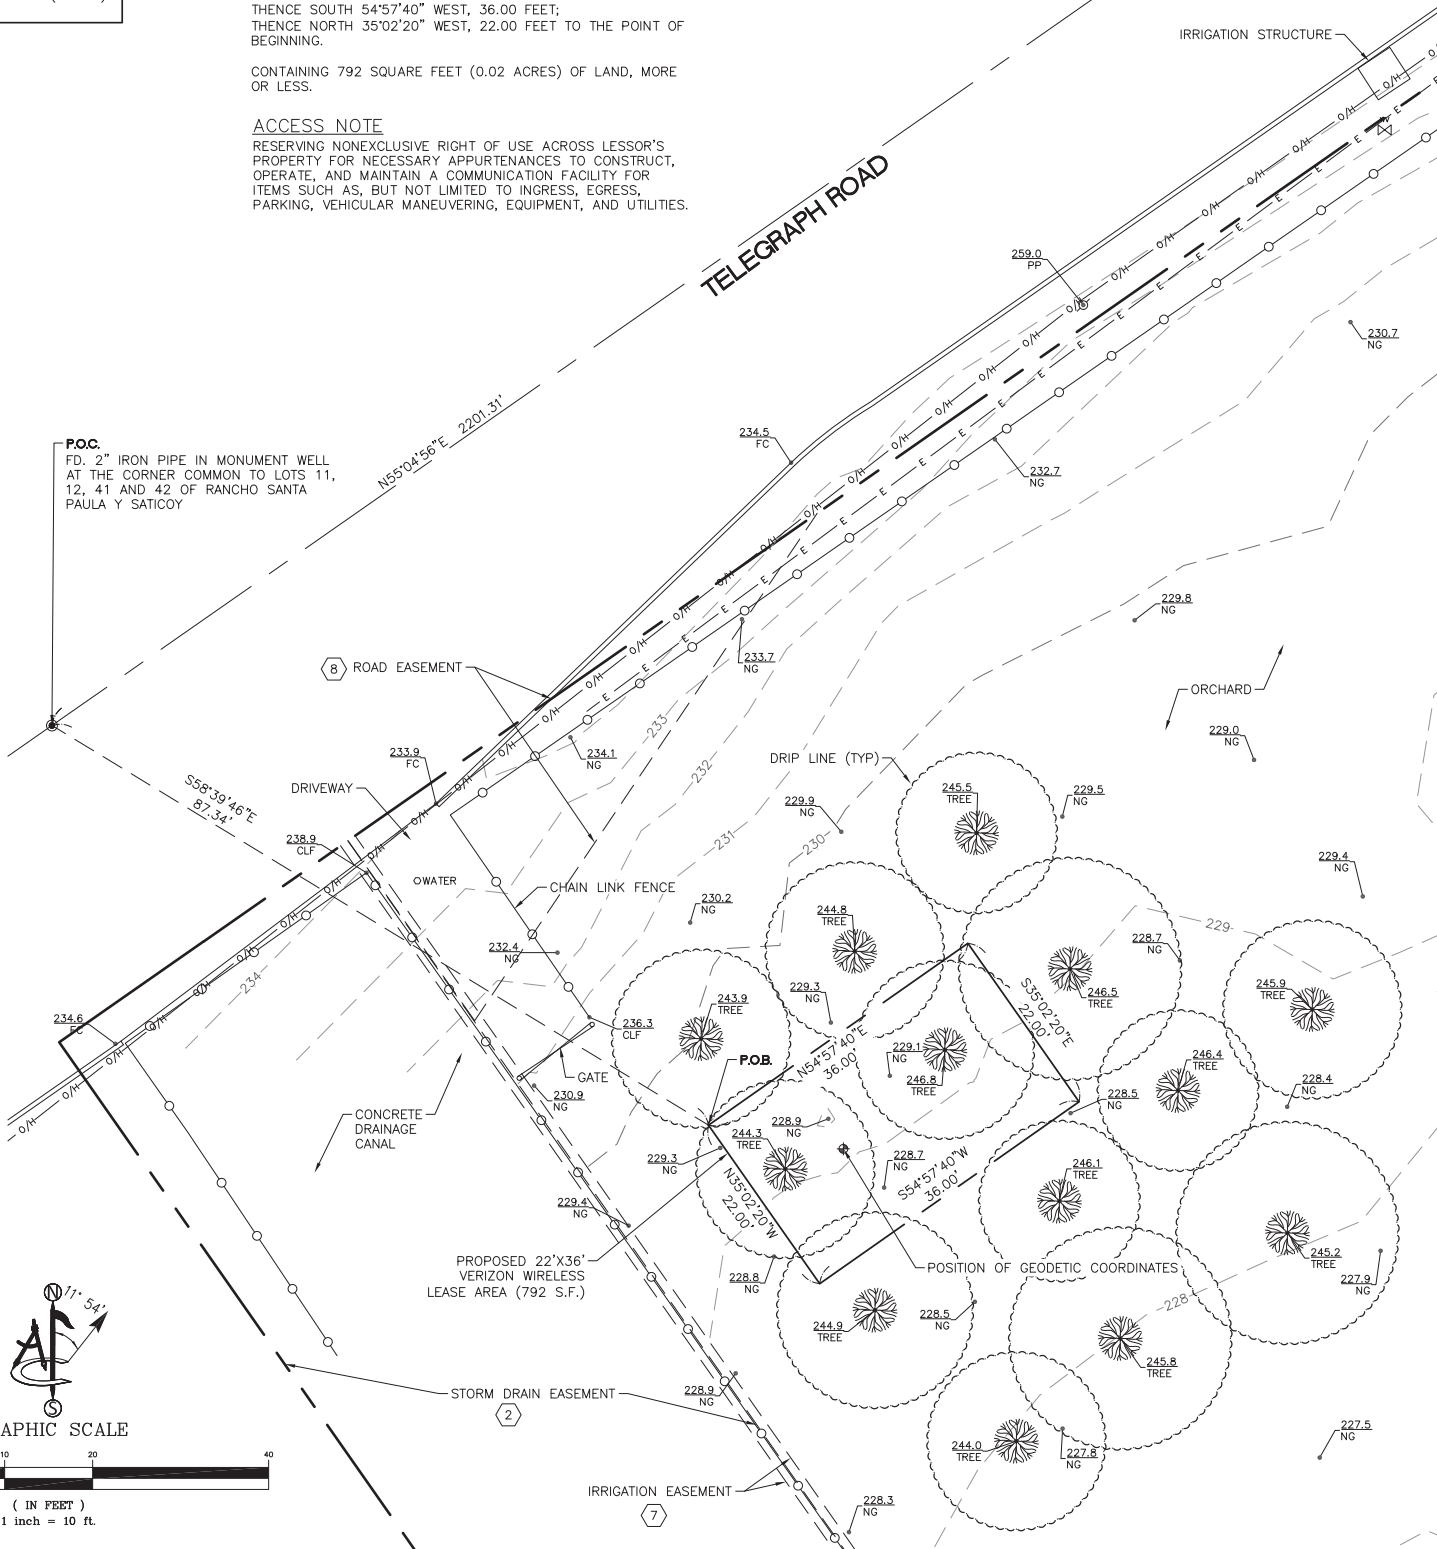 THENCE SOUTH 54°57'40" WEST, 36.00 FEET;
THENCE NORTH 35°02'20" WEST, 22.00 FEET TO THE POINT OF
BEGINNING.
CONTAINING 792 SQUARE FEET (0.02 ACRES) OF LAND, MORE
OR LESS.
ACCESS NOTE
RESERVING NONEXCLUSIVE RIGHT OF USE ACROSS LESSOR'S
PROPERTY FOR NECESSARY APPURTENANCES TO CONSTRUCT,
OPERATE, AND MAINTAIN A COMMUNICATION FACILITY FOR
ITEMS SUCH AS, BUT NOT LIMITED TO INGRESS, EGRESS,
PARKING, VEHICULAR MANEUVERING, EQUIPMENT, AND UTILITIES.
IRRIGATION STRUCTURE
TELEGRAPH ROAD
259.0
PP
230.7
NG
N55°04'56"E 2201.31'
234.5
FC
232.7
NG
P.O.C.
FD. 2" IRON PIPE IN MONUMENT WELL
AT THE CORNER COMMON TO LOTS 11,
12, 41 AND 42 OF RANCHO SANTA
PAULA Y SATICOY
229.8
NG
233.7
NG
8 ROAD EASEMENT
ORCHARD
229.0
NG
233
232
231
230
229
228
234
234.1
NG
233.9
FC
S58°39'46"E
87.34'
DRIVEWAY
238.9
CLF
OWATER
CHAIN LINK FENCE
DRIP LINE (TYP)
245.5
TREE
229.5
NG
229.9
NG
229.4
NG
230.2
NG
244.8
TREE
232.4
NG
228.7
NG
246.5
TREE
245.9
TREE
229.3
NG
243.9
TREE
236.3
CLF
234.6
FC
S35°02'20"E
22.00'
N54°57'40"E
36.00'
P.O.B.
229.1
NG
246.8
TREE
246.4
TREE
228.4
NG
GATE
230.9
NG
228.5
NG
CONCRETE
DRAINAGE
CANAL
244.3
TREE
228.9
NG
229.3
NG
228.7
NG
S54°57'40"W
36.00'
246.1
TREE
N35°02'20"W
22.00'
229.4
NG
245.2
TREE
227.9
NG
PROPOSED 22'X36'
VERIZON WIRELESS
LEASE AREA (792 S.F.)
228.8
NG
POSITION OF GEODETIC COORDINATES
228.5
NG
244.9
TREE
245.8
TREE
N
11° 54'
S
STORM DRAIN EASEMENT
2
228.9
NG
APHIC SCALE
10 20 40
( IN FEET )
1 inch = 10 ft.
244.0
TREE
227.8
NG
227.5
NG
IRRIGATION EASEMENT
7
228.3
NG
O/H
E